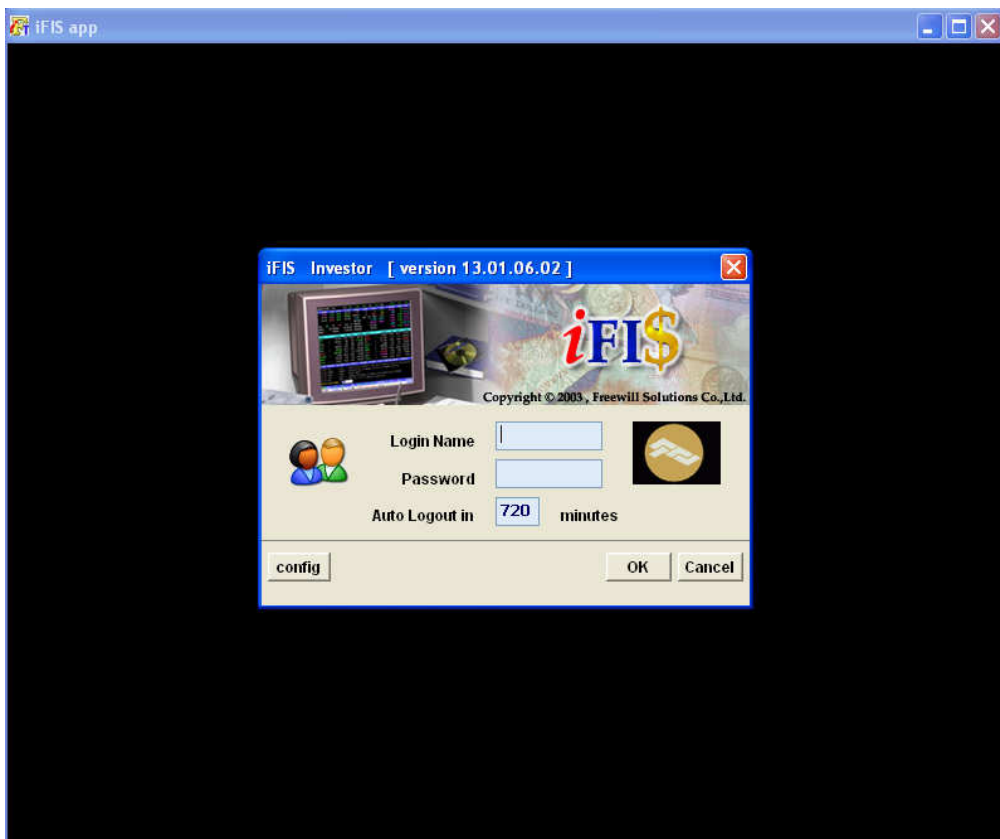 iFIS app
iFIS Investor [ version 13.01.06.02 ]
iFI$
Copyright © 2003 , Freewill Solutions Co.,Ltd.
Login Name
Password
Auto Logout in 720 minutes
config OK Cancel